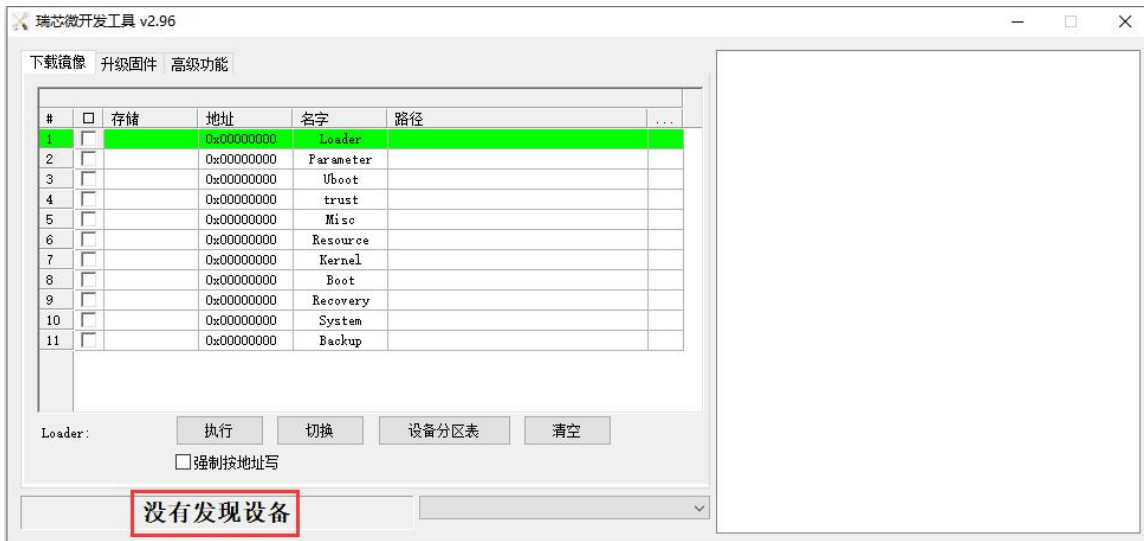 瑞芯微开发工具 v2.96
下载镜像 升级固件 高级功能
# 存储 地址 名字 路径 ...
1 0x00000000 Loader
2 0x00000000 Parameter
3 0x00000000 Uboot
4 0x00000000 trust
5 0x00000000 Misc
6 0x00000000 Resource
7 0x00000000 Kernel
8 0x00000000 Boot
9 0x00000000 Recovery
10 0x00000000 System
11 0x00000000 Backup
Loader: 执行 切换 设备分区表 清空
强制按地址写
没有发现设备